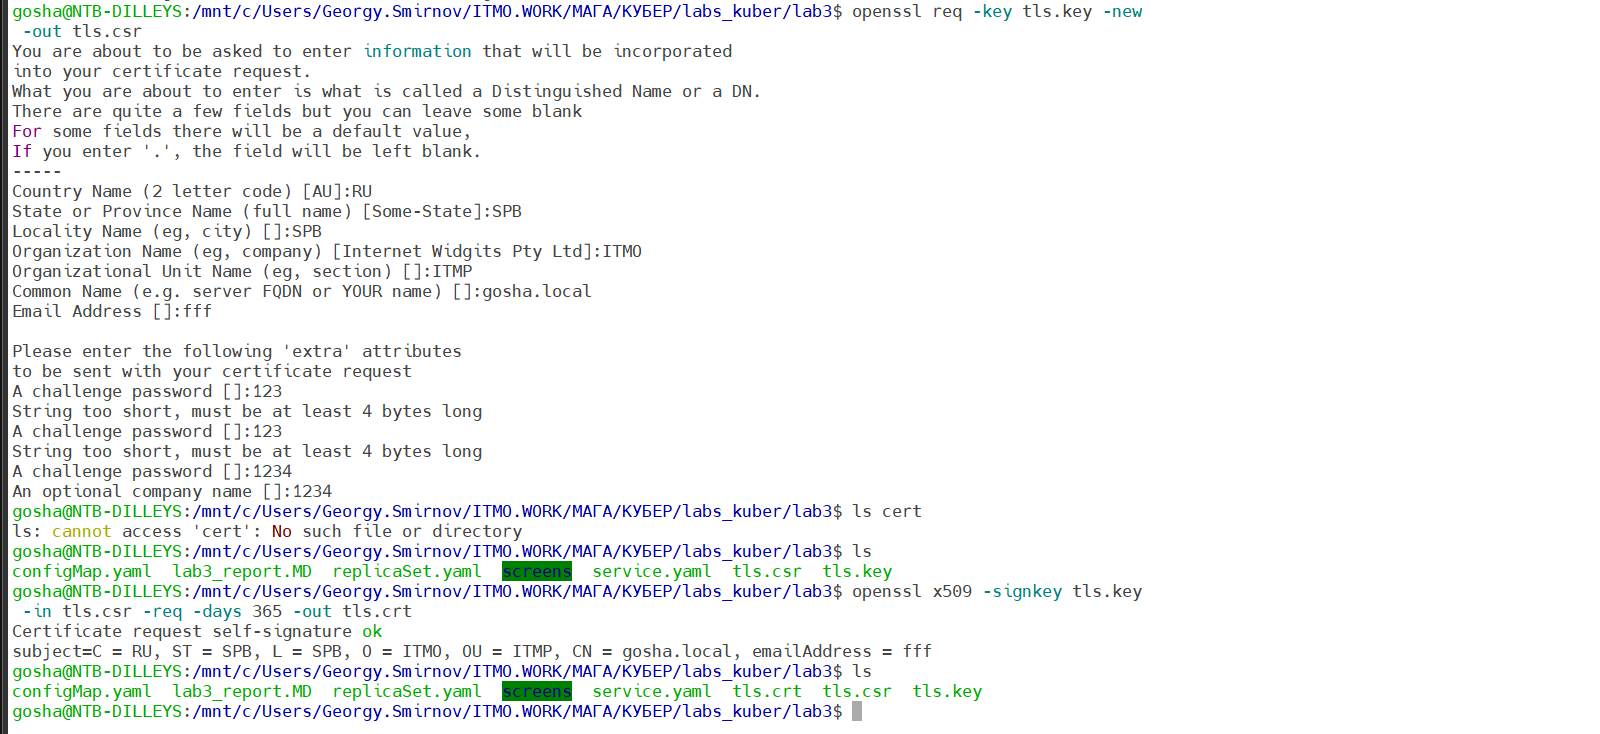 gosha@NTB-DILLEYS:/mnt/c/Users/Georgy.Smirnov/ITMO.WORK/МАГА/КУБЕР/labs_kuber/lab3$ openssl req -key tls.key -new
 -out tls.csr
You are about to be asked to enter information that will be incorporated
into your certificate request.
What you are about to enter is what is called a Distinguished Name or a DN.
There are quite a few fields but you can leave some blank
For some fields there will be a default value,
If you enter '.', the field will be left blank.
-----
Country Name (2 letter code) [AU]:RU
State or Province Name (full name) [Some-State]:SPB
Locality Name (eg, city) []:SPB
Organization Name (eg, company) [Internet Widgits Pty Ltd]:ITMO
Organizational Unit Name (eg, section) []:ITMP
Common Name (e.g. server FQDN or YOUR name) []:gosha.local
Email Address []:fff

Please enter the following 'extra' attributes
to be sent with your certificate request
A challenge password []:123
String too short, must be at least 4 bytes long
A challenge password []:123
String too short, must be at least 4 bytes long
A challenge password []:1234
An optional company name []:1234
gosha@NTB-DILLEYS:/mnt/c/Users/Georgy.Smirnov/ITMO.WORK/МАГА/КУБЕР/labs_kuber/lab3$ ls cert
ls: cannot access 'cert': No such file or directory
gosha@NTB-DILLEYS:/mnt/c/Users/Georgy.Smirnov/ITMO.WORK/МАГА/КУБЕР/labs_kuber/lab3$ ls
configMap.yaml  lab3_report.MD  replicaSet.yaml  screens  service.yaml  tls.csr  tls.key
gosha@NTB-DILLEYS:/mnt/c/Users/Georgy.Smirnov/ITMO.WORK/МАГА/КУБЕР/labs_kuber/lab3$ openssl x509 -signkey tls.key
 -in tls.csr -req -days 365 -out tls.crt
Certificate request self-signature ok
subject=C = RU, ST = SPB, L = SPB, O = ITMO, OU = ITMP, CN = gosha.local, emailAddress = fff
gosha@NTB-DILLEYS:/mnt/c/Users/Georgy.Smirnov/ITMO.WORK/МАГА/КУБЕР/labs_kuber/lab3$ ls
configMap.yaml  lab3_report.MD  replicaSet.yaml  screens  service.yaml  tls.crt  tls.csr  tls.key
gosha@NTB-DILLEYS:/mnt/c/Users/Georgy.Smirnov/ITMO.WORK/МАГА/КУБЕР/labs_kuber/lab3$